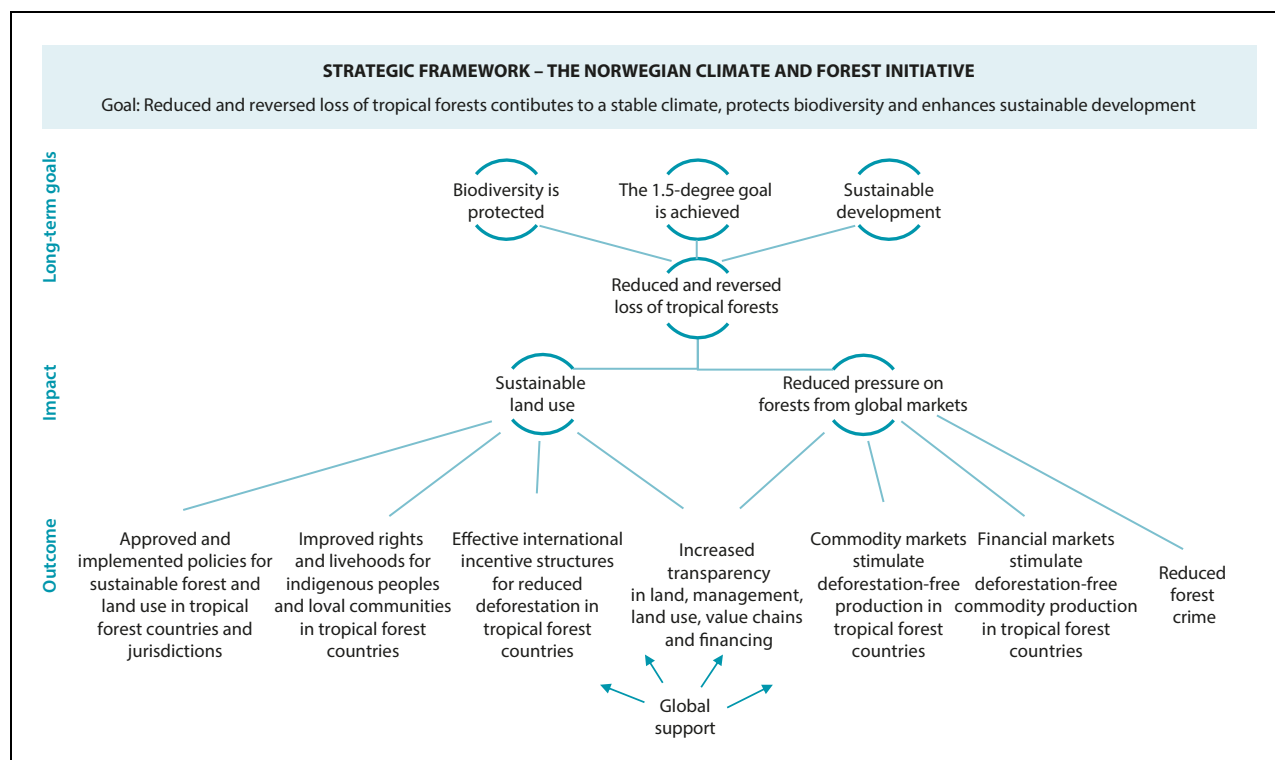 STRATEGIC FRAMEWORK – THE NORWEGIAN CLIMATE AND FOREST INITIATIVE
Goal: Reduced and reversed loss of tropical forests contibutes to a stable climate, protects biodiversity and enhances sustainable development
Long-term goals
Biodiversity is
protected
The 1.5-degree goal
is achieved
Sustainable
development
Reduced and reversed
loss of tropical forests
Impact
Sustainable
land use
Reduced pressure on
forests from global markets
Outcome
Approved and
implemented policies for
sustainable forest and
land use in tropical
forest countries and
jurisdictions
Improved rights
and livehoods for
indigenous peoples
and loval communities
in tropical forest
countries
Effective international
incentive structures
for reduced
deforestation in
tropical forest
countries
Increased
transparency
in land, management,
land use, value chains
and financing
Commodity markets
stimulate
deforestation-free
production in
tropical forest
countries
Financial markets
stimulate
deforestation-free
commodity production
in tropical forest
countries
Reduced
forest
crime
Global
support